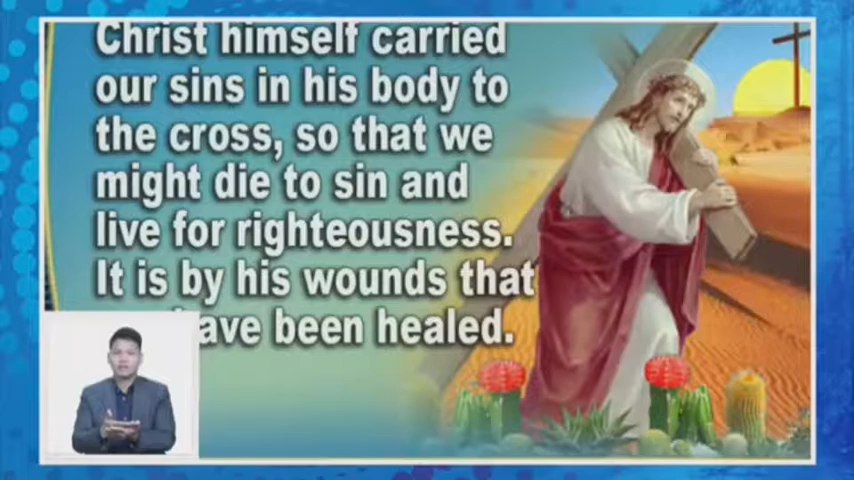 Christ himself carried
our sins in his body to
the cross, so that we
might die to sin and
live for righteousness.
It is by his wounds that
have been healed.